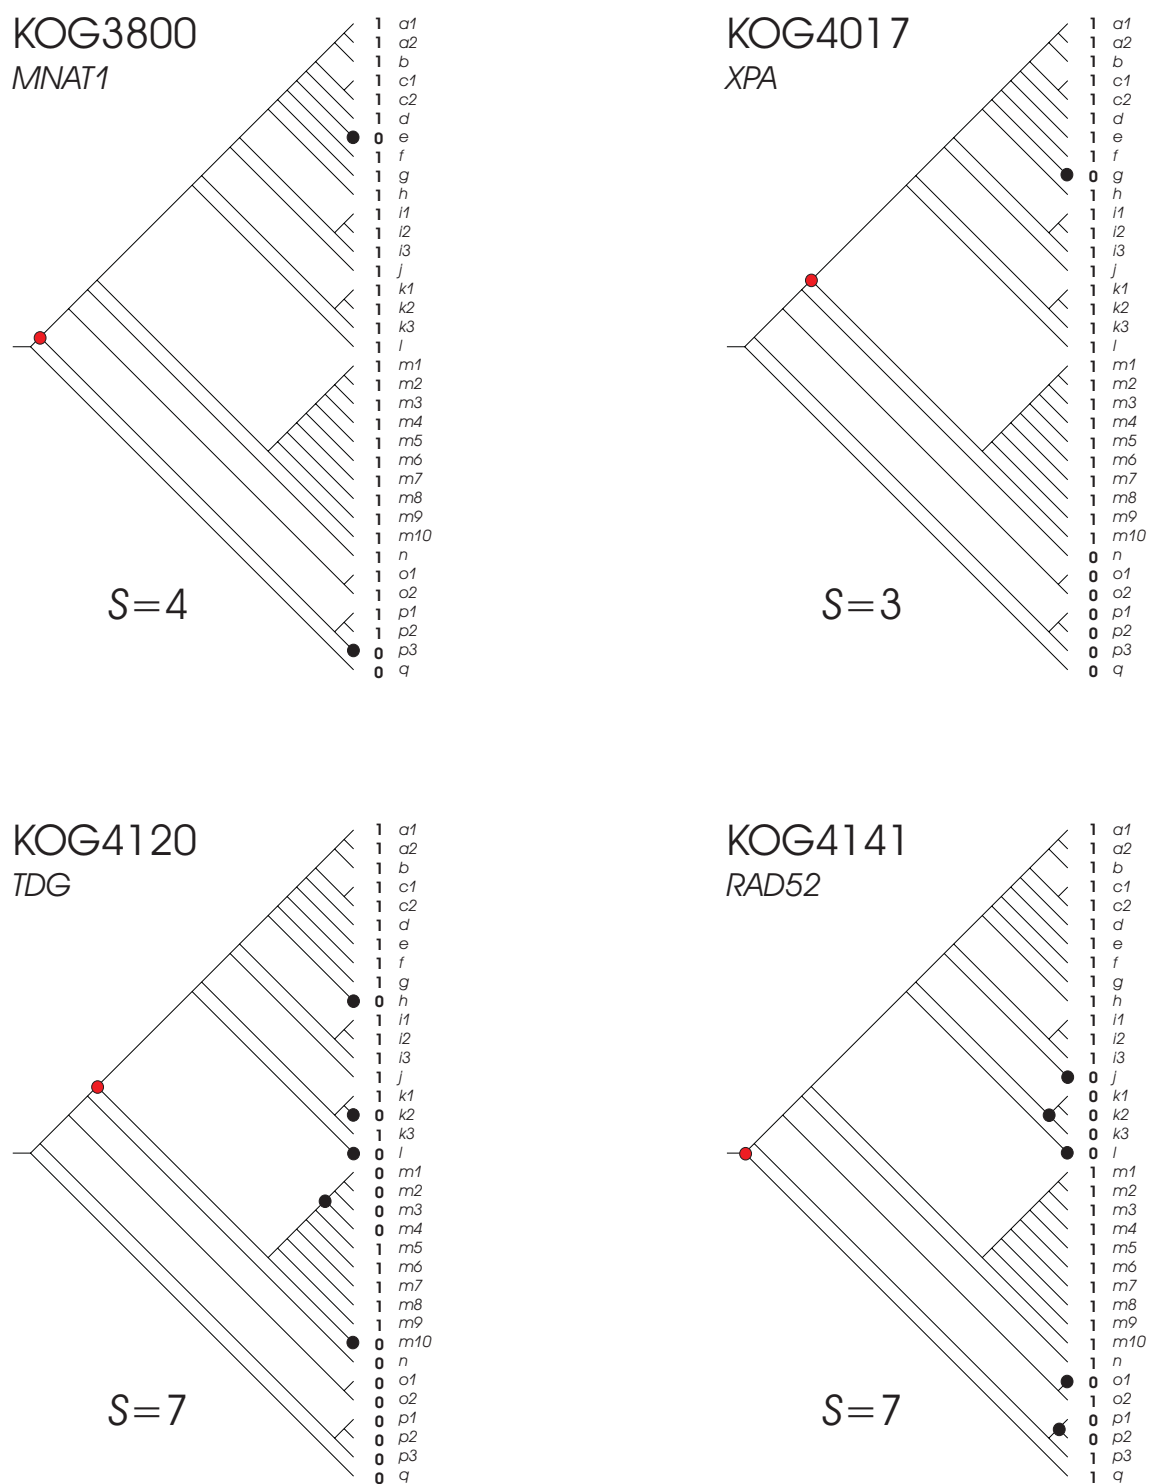 KOG3800
MNAT1
1 a1
1 a2
1 b
1 c1
1 c2
1 d
0 e
1 f
1 g
1 h
1 i1
1 i2
1 i3
1 j
1 k1
1 k2
1 k3
1 l
1 m1
1 m2
1 m3
1 m4
1 m5
1 m6
1 m7
1 m8
1 m9
1 m10
1 n
1 o1
1 o2
1 p1
1 p2
0 p3
0 q
S=4
KOG4017
XPA
1 a1
1 a2
1 b
1 c1
1 c2
1 d
1 e
1 f
0 g
1 h
1 i1
1 i2
1 i3
1 j
1 k1
1 k2
1 k3
1 l
1 m1
1 m2
1 m3
1 m4
1 m5
1 m6
1 m7
1 m8
1 m9
1 m10
0 n
0 o1
0 o2
0 p1
0 p2
0 p3
0 q
S=3
KOG4120
TDG
1 a1
1 a2
1 b
1 c1
1 c2
1 d
1 e
1 f
1 g
0 h
1 i1
1 i2
1 i3
1 j
1 k1
0 k2
1 k3
0 l
0 m1
0 m2
0 m3
0 m4
1 m5
1 m6
1 m7
1 m8
1 m9
0 m10
0 n
0 o1
0 o2
0 p1
0 p2
0 p3
0 q
S=7
KOG4141
RAD52
1 a1
1 a2
1 b
1 c1
1 c2
1 d
1 e
1 f
1 g
1 h
1 i1
1 i2
1 i3
0 j
0 k1
0 k2
0 k3
0 l
1 m1
1 m2
1 m3
1 m4
1 m5
1 m6
1 m7
1 m8
1 m9
1 m10
1 n
0 o1
1 o2
0 p1
0 p2
1 p3
1 q
S=7